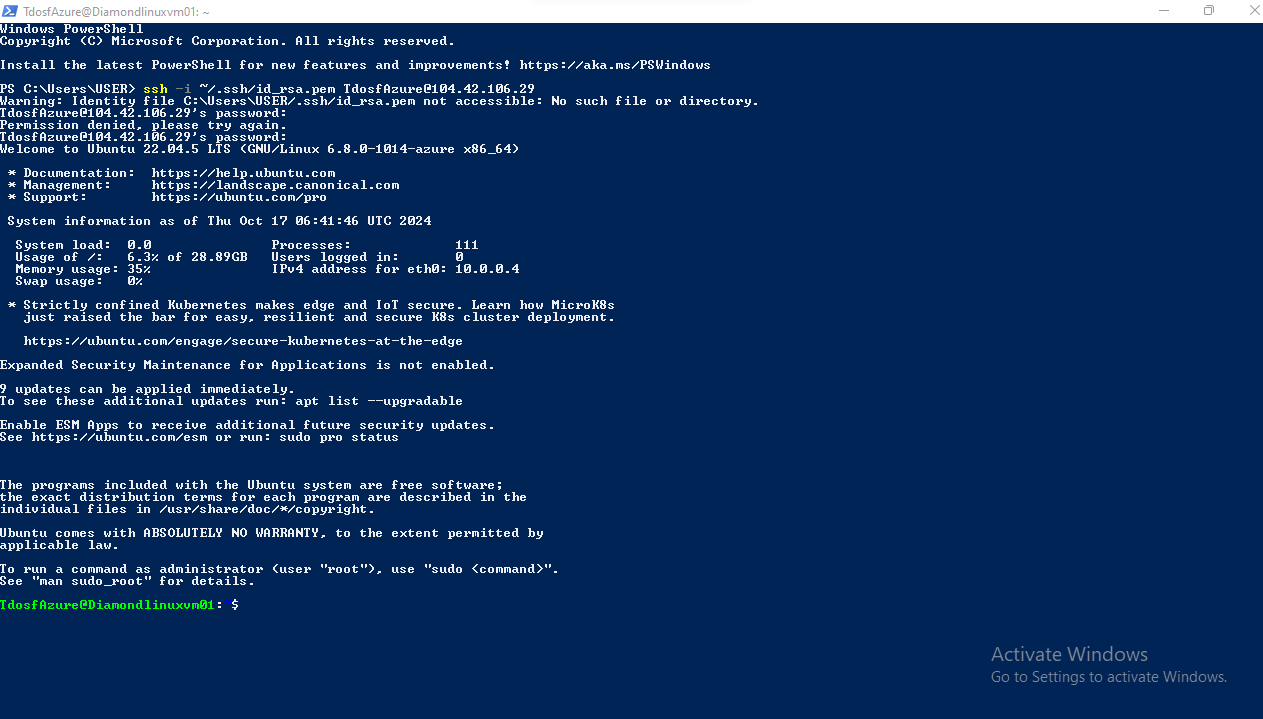 TdosfAzure@Diamondlinuxvm01: ~
Windows PowerShell
Copyright (C) Microsoft Corporation. All rights reserved.
Install the latest PowerShell for new features and improvements! https://aka.ms/PSWindows
PS C:\Users\USER> ssh -i ~/.ssh/id_rsa.pem TdosfAzure@104.42.106.29
Warning: Identity file C:\Users\USER/.ssh/id_rsa.pem not accessible: No such file or directory.
TdosfAzure@104.42.106.29's password:
Permission denied, please try again.
TdosfAzure@104.42.106.29's password:
Welcome to Ubuntu 22.04.5 LTS (GNU/Linux 6.8.0-1014-azure x86_64)
* Documentation:  https://help.ubuntu.com
* Management:     https://landscape.canonical.com
* Support:        https://ubuntu.com/pro
System information as of Thu Oct 17 06:41:46 UTC 2024
System load:  0.0               Processes:             111
Usage of /:   6.3% of 28.89GB   Users logged in:       0
Memory usage: 35%               IPv4 address for eth0: 10.0.0.4
Swap usage:   0%
* Strictly confined Kubernetes makes edge and IoT secure. Learn how MicroK8s
just raised the bar for easy, resilient and secure K8s cluster deployment.
https://ubuntu.com/engage/secure-kubernetes-at-the-edge
Expanded Security Maintenance for Applications is not enabled.
9 updates can be applied immediately.
To see these additional updates run: apt list --upgradable
Enable ESM Apps to receive additional future security updates.
See https://ubuntu.com/esm or run: sudo pro status
The programs included with the Ubuntu system are free software;
the exact distribution terms for each program are described in the
individual files in /usr/share/doc/*/copyright.
Ubuntu comes with ABSOLUTELY NO WARRANTY, to the extent permitted by
applicable law.
To run a command as administrator (user "root"), use "sudo <command>".
See "man sudo_root" for details.
TdosfAzure@Diamondlinuxvm01:~$
Activate Windows
Go to Settings to activate Windows.